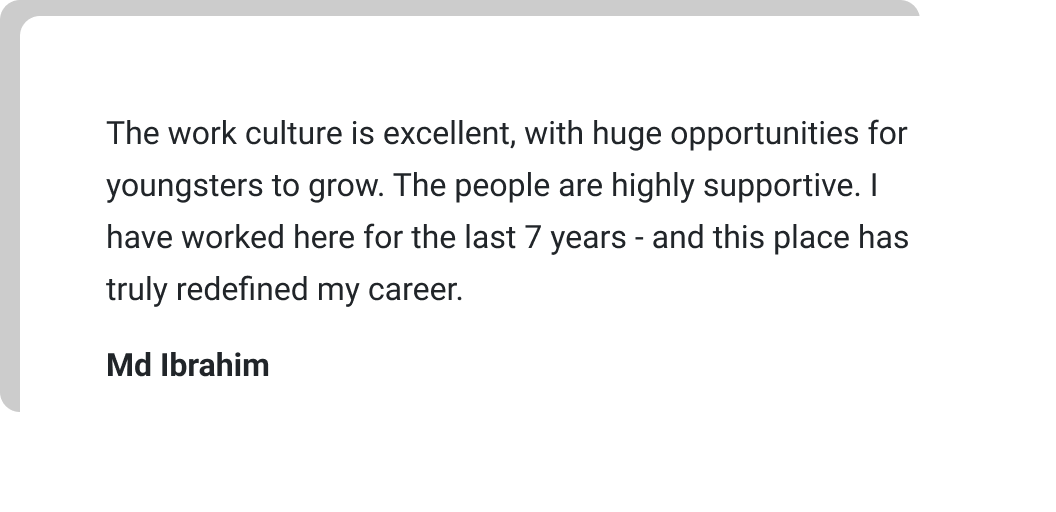 The work culture is excellent, with huge opportunities for
youngsters to grow. The people are highly supportive. I
have worked here for the last 7 years - and this place has
truly redefined my career.
Md Ibrahim